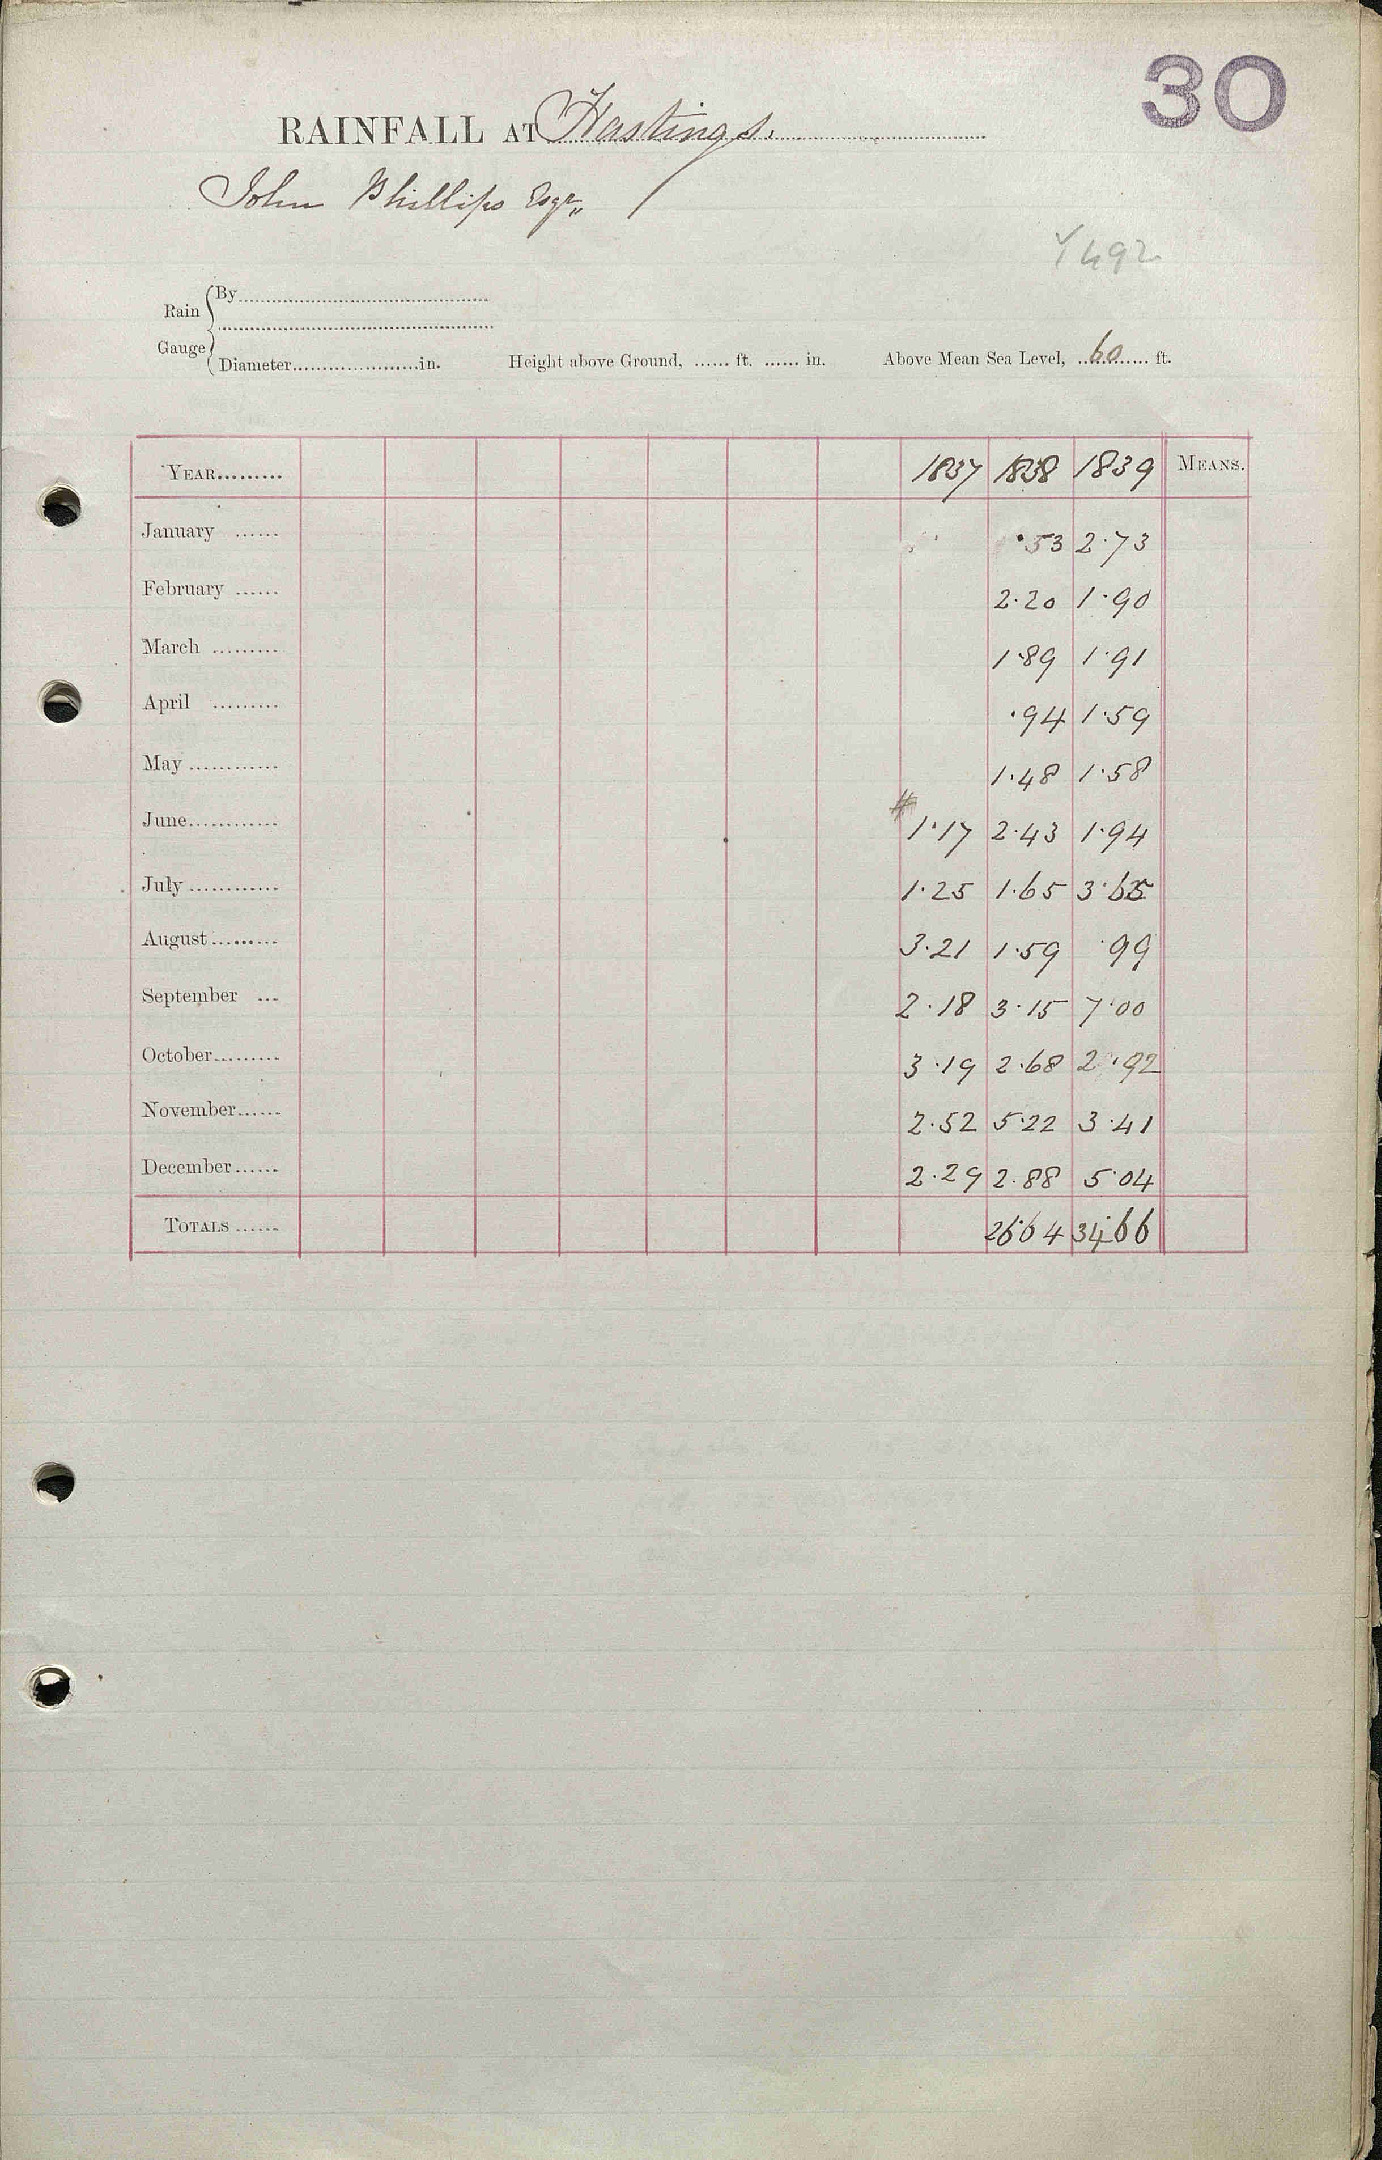 30
RAINFALL AT Hastings.
John Phillips Esqr,,
√492
Rain Gauge
By
Diameter......in. Height above Ground, ...... ft. ...... in. Above Mean Sea Level, ..60.. ft.
YEAR......... 1837 1838 1839 MEANS.
January ...... ·53 2·73
February ...... 2·20 1·90
March ......... 1·89 1·91
April ......... ·94 1·59
May ............ 1·48 1·58
June............ # 1·17 2·43 1·94
July ............ 1·25 1·65 3·65
August ......... 3·21 1·59 ·99
September ... 2·18 3·15 7·00
October......... 3·19 2·68 2·92
November...... 2·52 5·22 3·41
December...... 2·29 2·88 5·04
TOTALS ...... 26·64 34·66